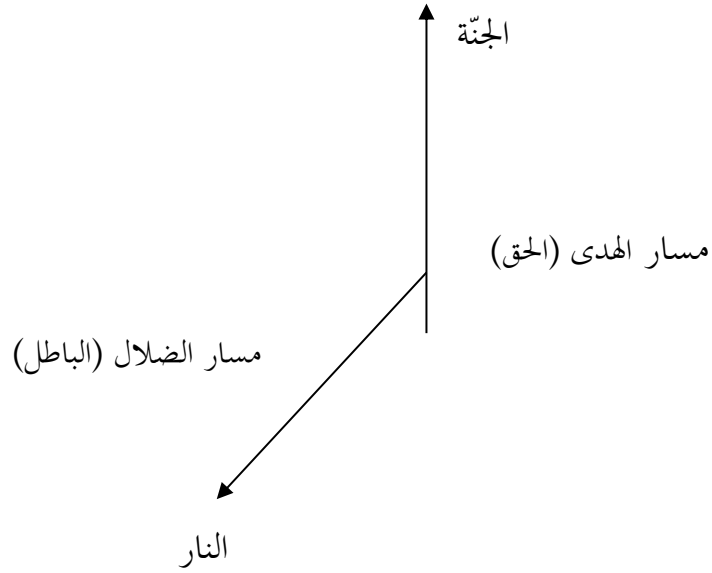 الجنّة
مسار الهدى (الحق)
مسار الضلال (الباطل)
النار